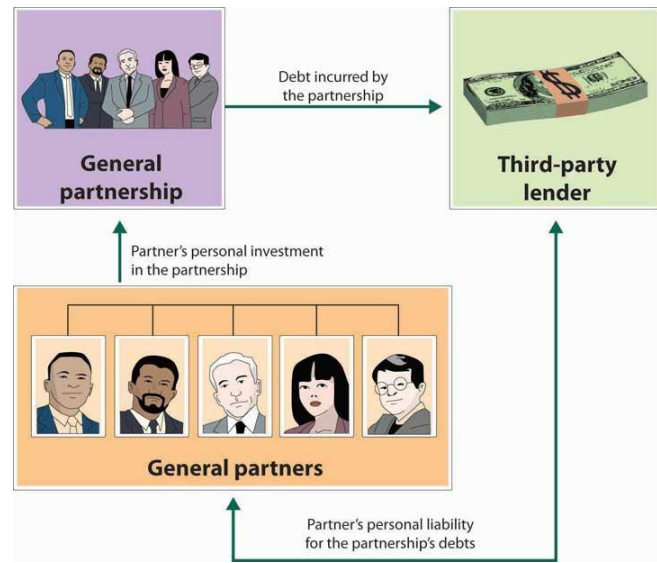 Debt incurred by
the partnership
General
partnership
Third-party
lender
Partner's personal investment
in the partnership
General partners
Partner's personal liability
for the partnership's debts